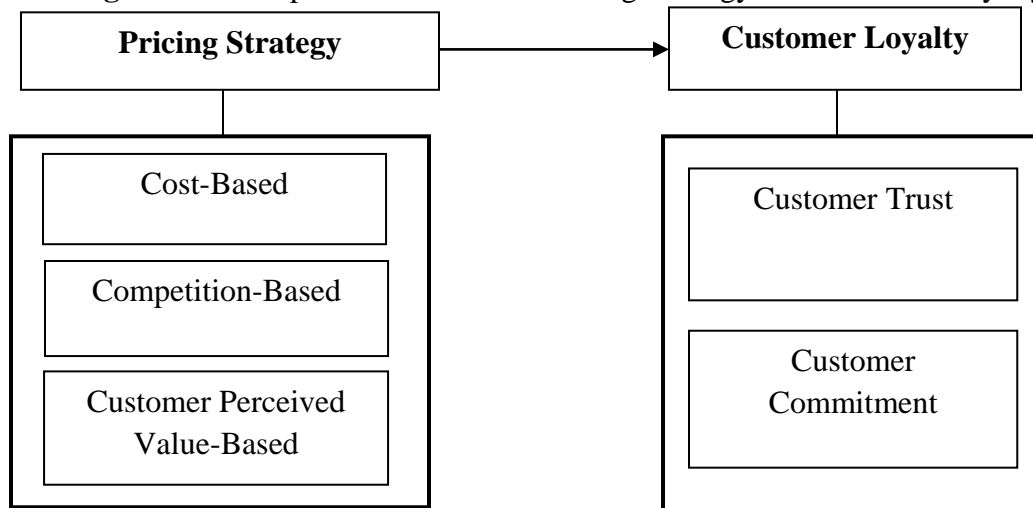 Pricing Strategy
Customer Loyalty
Cost-Based
Competition-Based
Customer Perceived
Value-Based
Customer Trust
Customer
Commitment